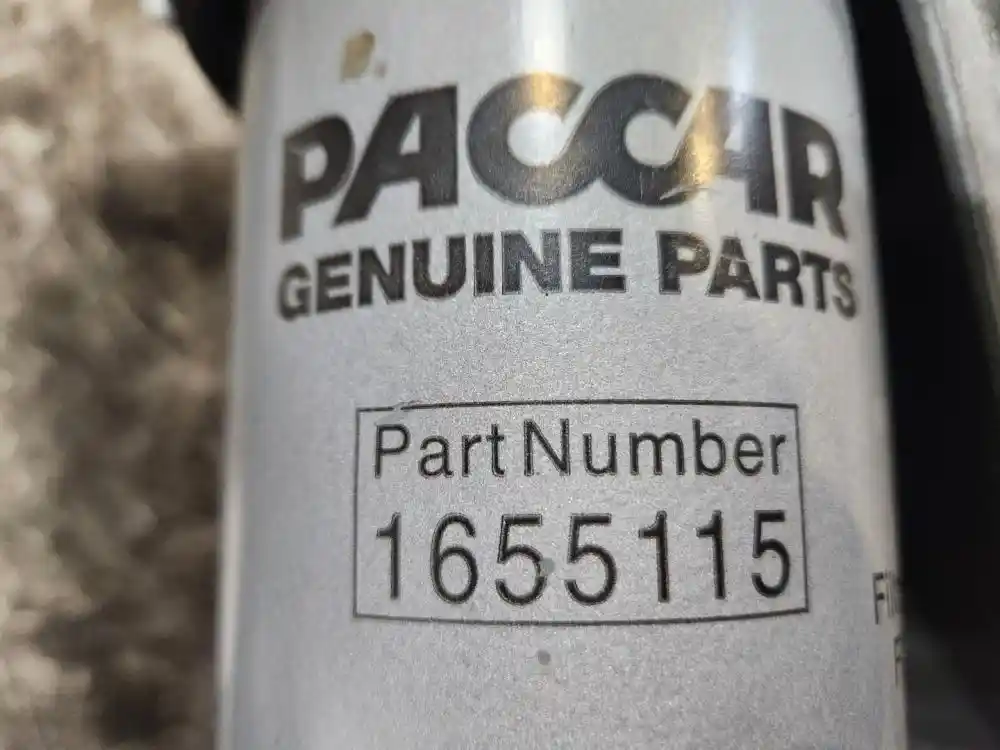 PACCAR
GENUINE PARTS
Part Number
1655115